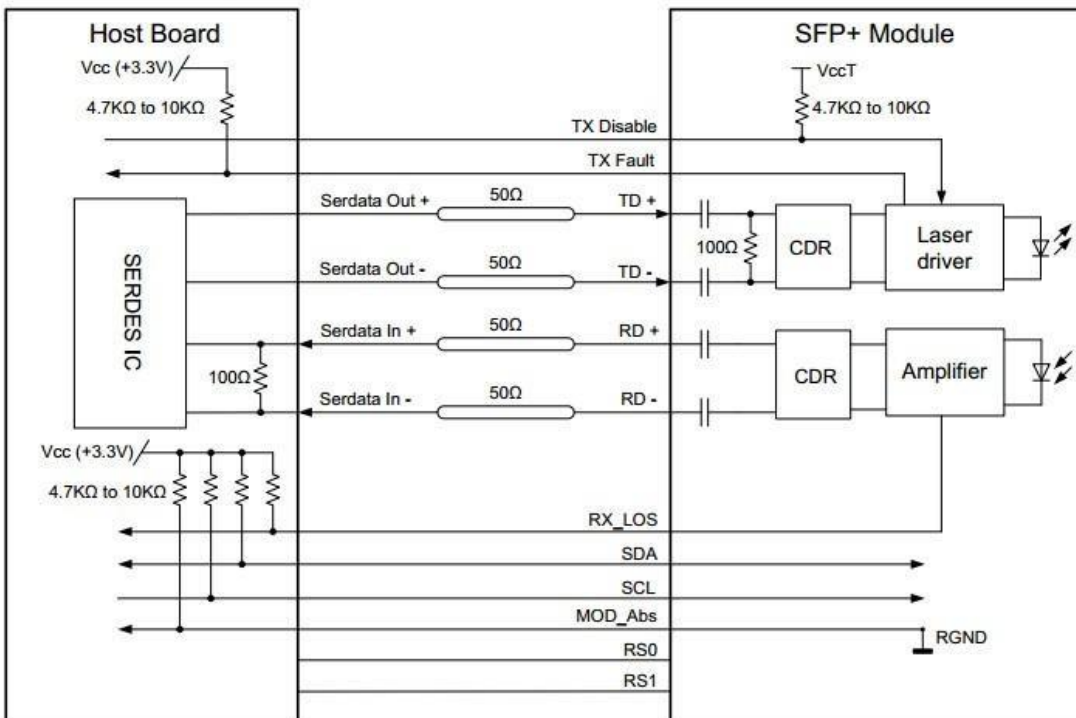 Host Board
SFP+ Module
Vcc (+3.3V)
VccT
4.7KΩ to 10KΩ
4.7KΩ to 10KΩ
TX Disable
TX Fault
Serdata Out +
50Ω
TD +
SERDES IC
100Ω
CDR
Laser
driver
Serdata Out -
50Ω
TD -
Serdata In +
50Ω
RD +
100Ω
CDR
Amplifier
Serdata In -
50Ω
RD -
Vcc (+3.3V)
4.7KΩ to 10KΩ
RX_LOS
SDA
SCL
MOD_Abs
RGND
RS0
RS1